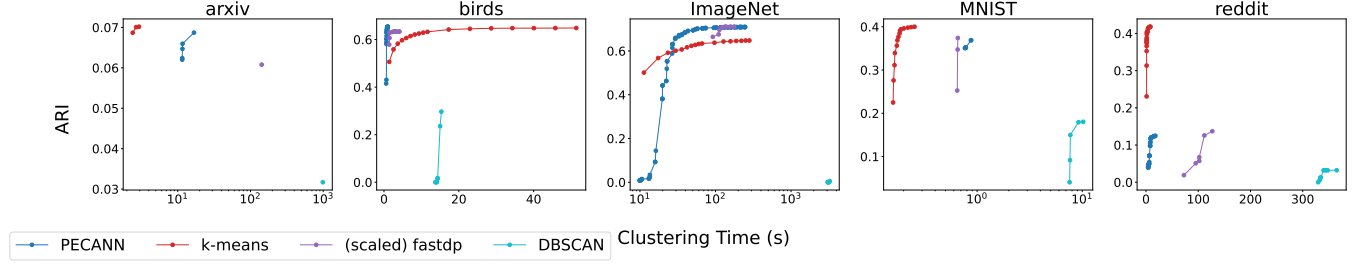 arxiv birds ImageNet MNIST reddit
ARI
0.07
0.06
0.05
0.04
0.03
10¹ 10² 10³
0.6
0.4
0.2
0.0
0 20 40
0.6
0.4
0.2
0.0
10¹ 10² 10³
0.4
0.3
0.2
0.1
10⁰ 10¹
0.4
0.3
0.2
0.1
0.0
0 100 200 300
Clustering Time (s)
PECANN k-means (scaled) fastdp DBSCAN